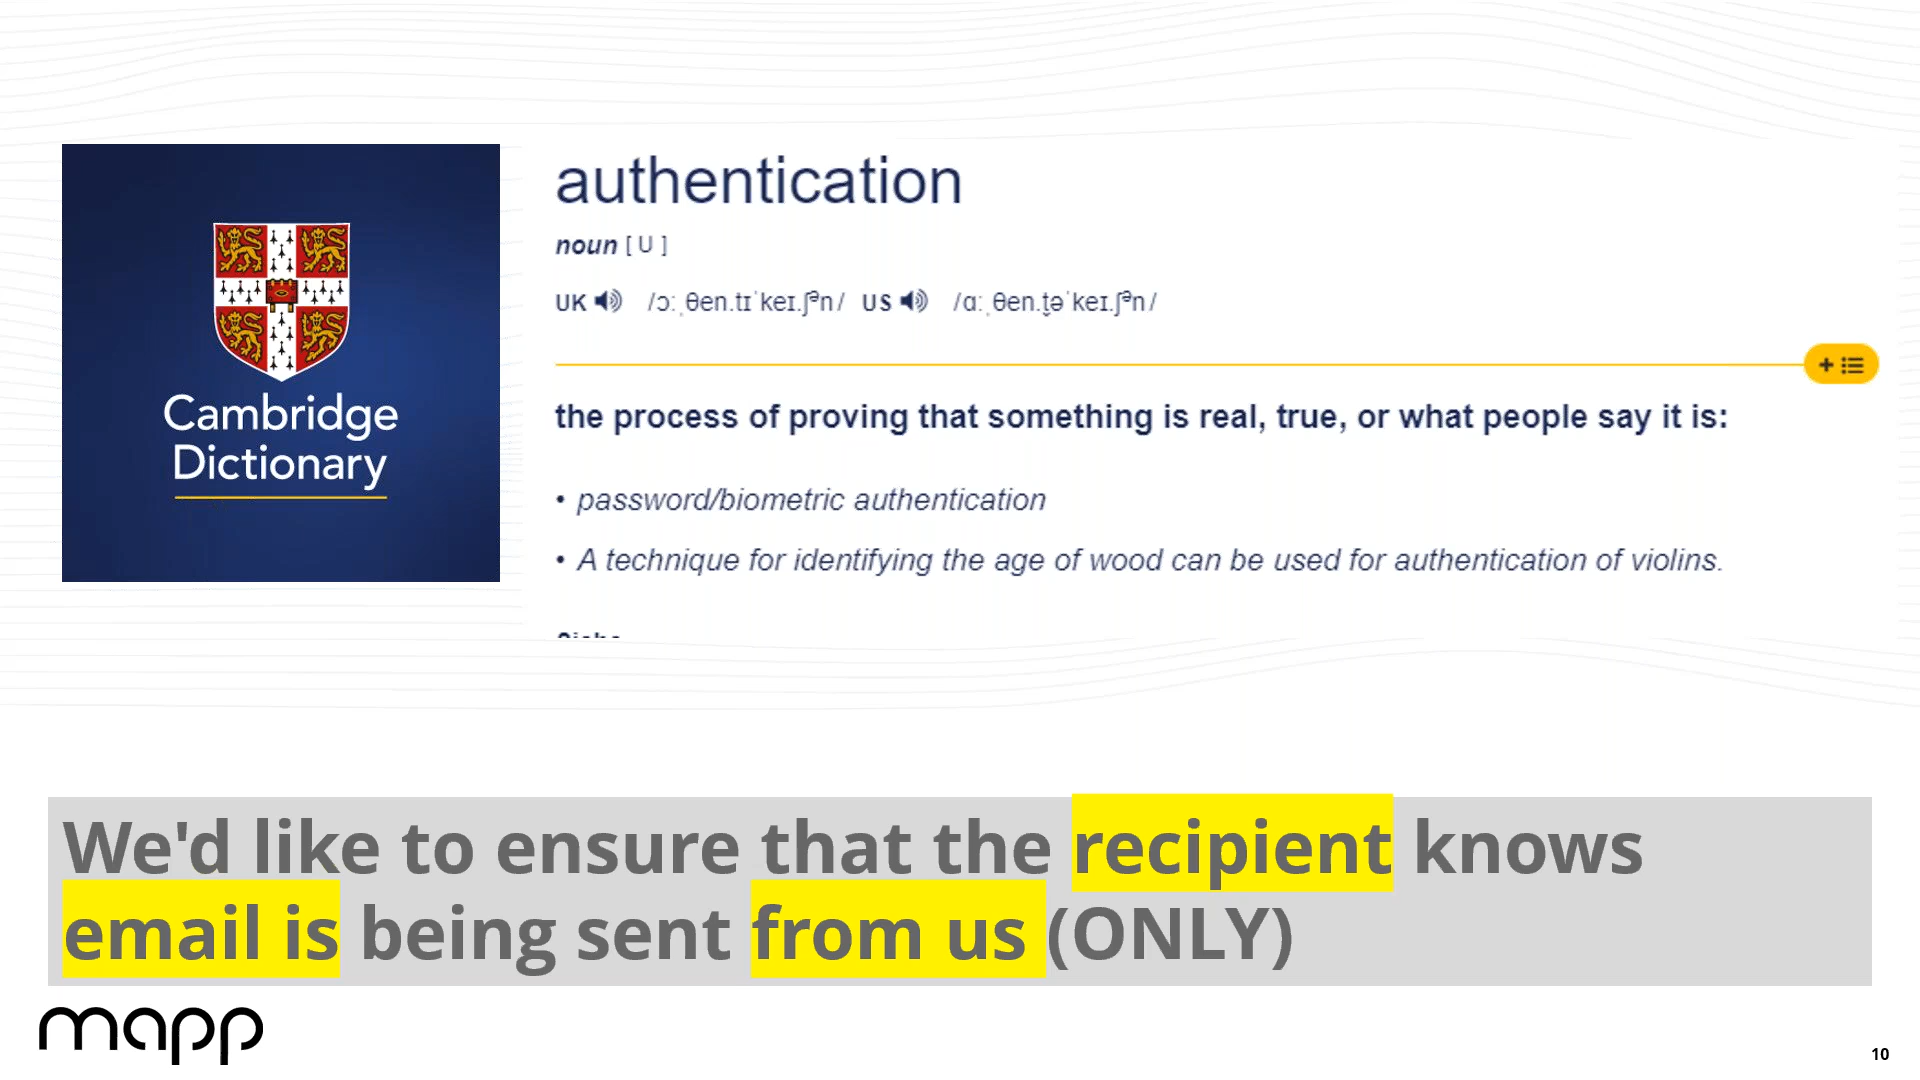 Cambridge
Dictionary
authentication
noun [ U ]
UK /ɔːˌθen.tɪˈkeɪ.ʃᵊn/ US /ɑːˌθen.t̬əˈkeɪ.ʃᵊn/
the process of proving that something is real, true, or what people say it is:
• password/biometric authentication
• A technique for identifying the age of wood can be used for authentication of violins.
We'd like to ensure that the recipient knows
email is being sent from us (ONLY)
mapp
10